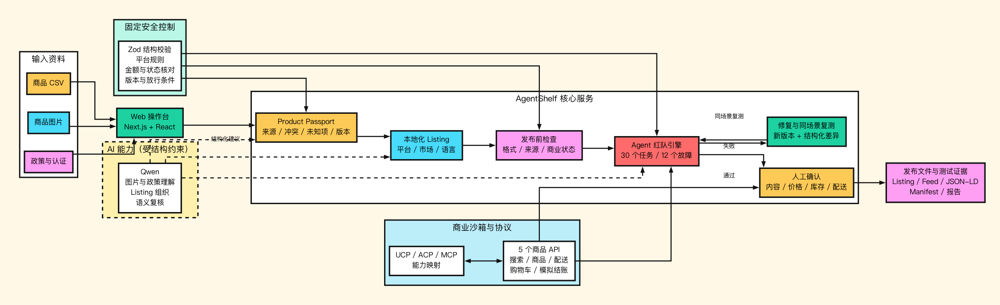 固定安全控制
Zod 结构校验
平台规则
金额与状态核对
版本与放行条件
输入资料
商品 CSV
商品图片
政策与认证
Web 操作台
Next.js + React
AI 能力（受结构约束）
Qwen
图片与政策理解
Listing 组织
语义复核
结构化建议
AgentShelf 核心服务
Product Passport
来源 / 冲突 / 未知项 / 版本
本地化 Listing
平台 / 市场 / 语言
发布前检查
格式 / 来源 / 商业状态
Agent 红队引擎
30 个任务 / 12 个故障
同场景复测
失败
通过
修复与同场景复测
新版本 + 结构化差异
人工确认
内容 / 价格 / 库存 / 配送
发布文件与测试证据
Listing / Feed / JSON-LD
Manifest / 报告
商业沙箱与协议
UCP / ACP / MCP
能力映射
5 个商品 API
搜索 / 商品 / 配送
购物车 / 模拟结账